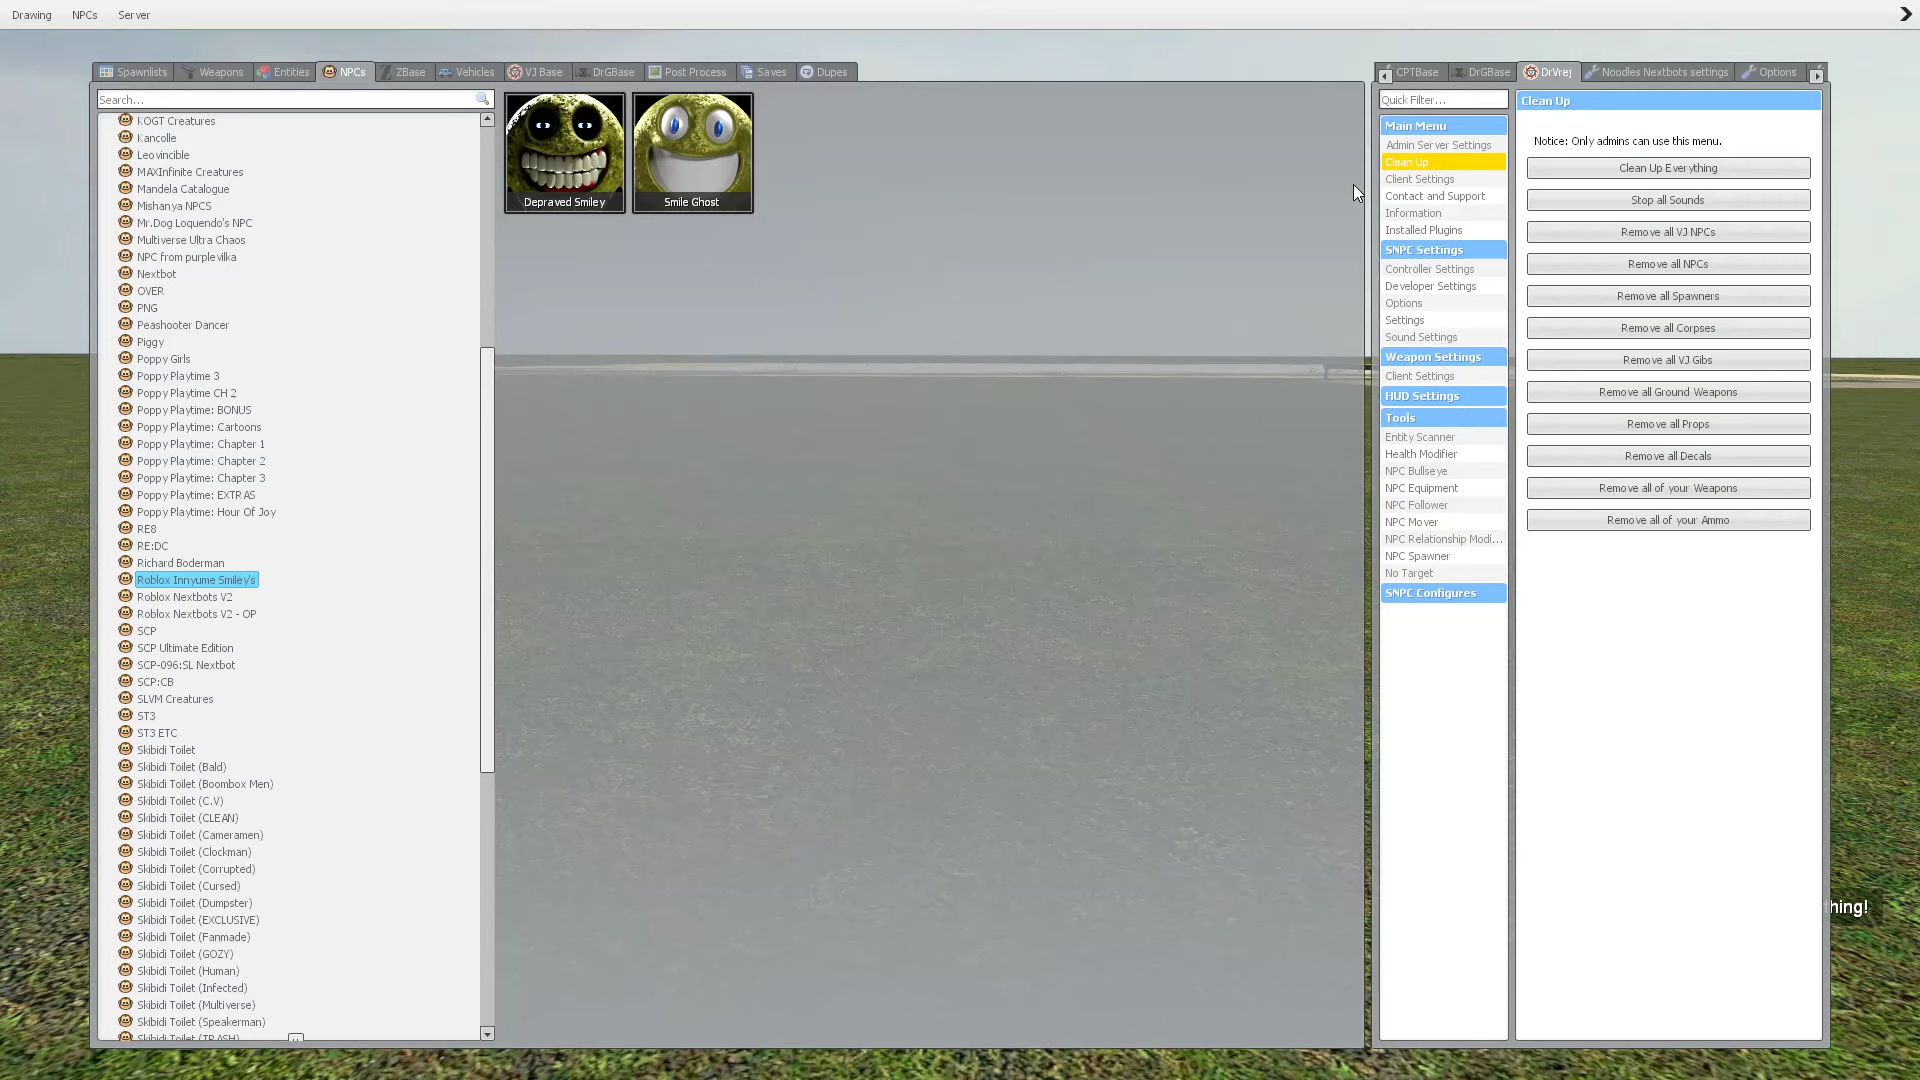 Drawing NPCs Server
Spawnlists Weapons Entities NPCs ZBase Vehicles VJ Base DrGBase Post Process Saves Dupes
Search...
KOGT Creatures
Kancolle
Leovincible
MAXInfinite Creatures
Mandela Catalogue
Mishanya NPCS
Mr.Dog Loquendo's NPC
Multiverse Ultra Chaos
NPC from purplevilka
Nextbot
OVER
PNG
Peashooter Dancer
Piggy
Poppy Girls
Poppy Playtime 3
Poppy Playtime CH 2
Poppy Playtime: BONUS
Poppy Playtime: Cartoons
Poppy Playtime: Chapter 1
Poppy Playtime: Chapter 2
Poppy Playtime: Chapter 3
Poppy Playtime: EXTRAS
Poppy Playtime: Hour Of Joy
RE8
RE:DC
Richard Boderman
Roblox Innyume Smiley's
Roblox Nextbots V2
Roblox Nextbots V2 - OP
SCP
SCP Ultimate Edition
SCP-096:SL Nextbot
SCP:CB
SLVM Creatures
ST3
ST3 ETC
Skibidi Toilet
Skibidi Toilet (Bald)
Skibidi Toilet (Boombox Men)
Skibidi Toilet (C.V)
Skibidi Toilet (CLEAN)
Skibidi Toilet (Cameramen)
Skibidi Toilet (Clockman)
Skibidi Toilet (Corrupted)
Skibidi Toilet (Cursed)
Skibidi Toilet (Dumpster)
Skibidi Toilet (EXCLUSIVE)
Skibidi Toilet (Fanmade)
Skibidi Toilet (GOZY)
Skibidi Toilet (Human)
Skibidi Toilet (Infected)
Skibidi Toilet (Multiverse)
Skibidi Toilet (Speakerman)
Skibidi Toilet (TRASH)
Depraved Smiley
Smile Ghost
CPTBase DrGBase DrVrej Noodles Nextbots settings Options
Quick Filter...
Main Menu
Admin Server Settings
Clean Up
Client Settings
Contact and Support
Information
Installed Plugins
SNPC Settings
Controller Settings
Developer Settings
Options
Settings
Sound Settings
Weapon Settings
Client Settings
HUD Settings
Tools
Entity Scanner
Health Modifier
NPC Bullseye
NPC Equipment
NPC Follower
NPC Mover
NPC Relationship Modi...
NPC Spawner
No Target
SNPC Configures
Clean Up
Notice: Only admins can use this menu.
Clean Up Everything
Stop all Sounds
Remove all VJ NPCs
Remove all NPCs
Remove all Spawners
Remove all Corpses
Remove all VJ Gibs
Remove all Ground Weapons
Remove all Props
Remove all Decals
Remove all of your Weapons
Remove all of your Ammo
thing!